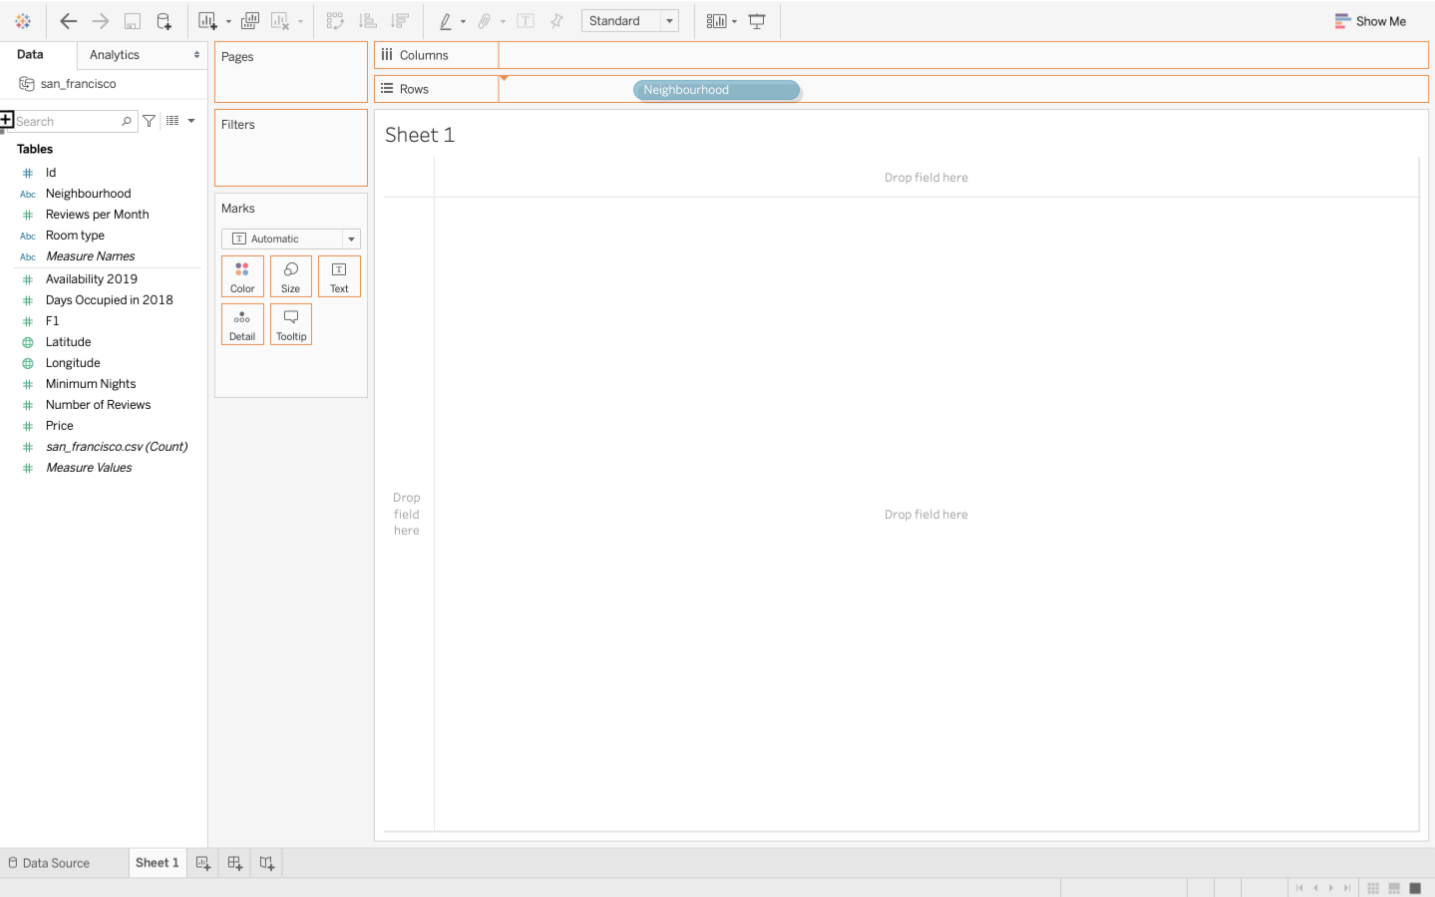 Standard
Show Me
Data
Analytics
Pages
Columns
san_francisco
Rows
Neighbourhood
Search
Filters
Sheet 1
Tables
Id
Abc Neighbourhood
Reviews per Month
Abc Room type
Abc Measure Names
Availability 2019
Days Occupied in 2018
F1
Latitude
Longitude
Minimum Nights
Number of Reviews
Price
san_francisco.csv (Count)
Measure Values
Marks
T Automatic
Color
Size
T Text
Detail
Tooltip
Drop field here
Drop
field
here
Drop field here
Data Source
Sheet 1